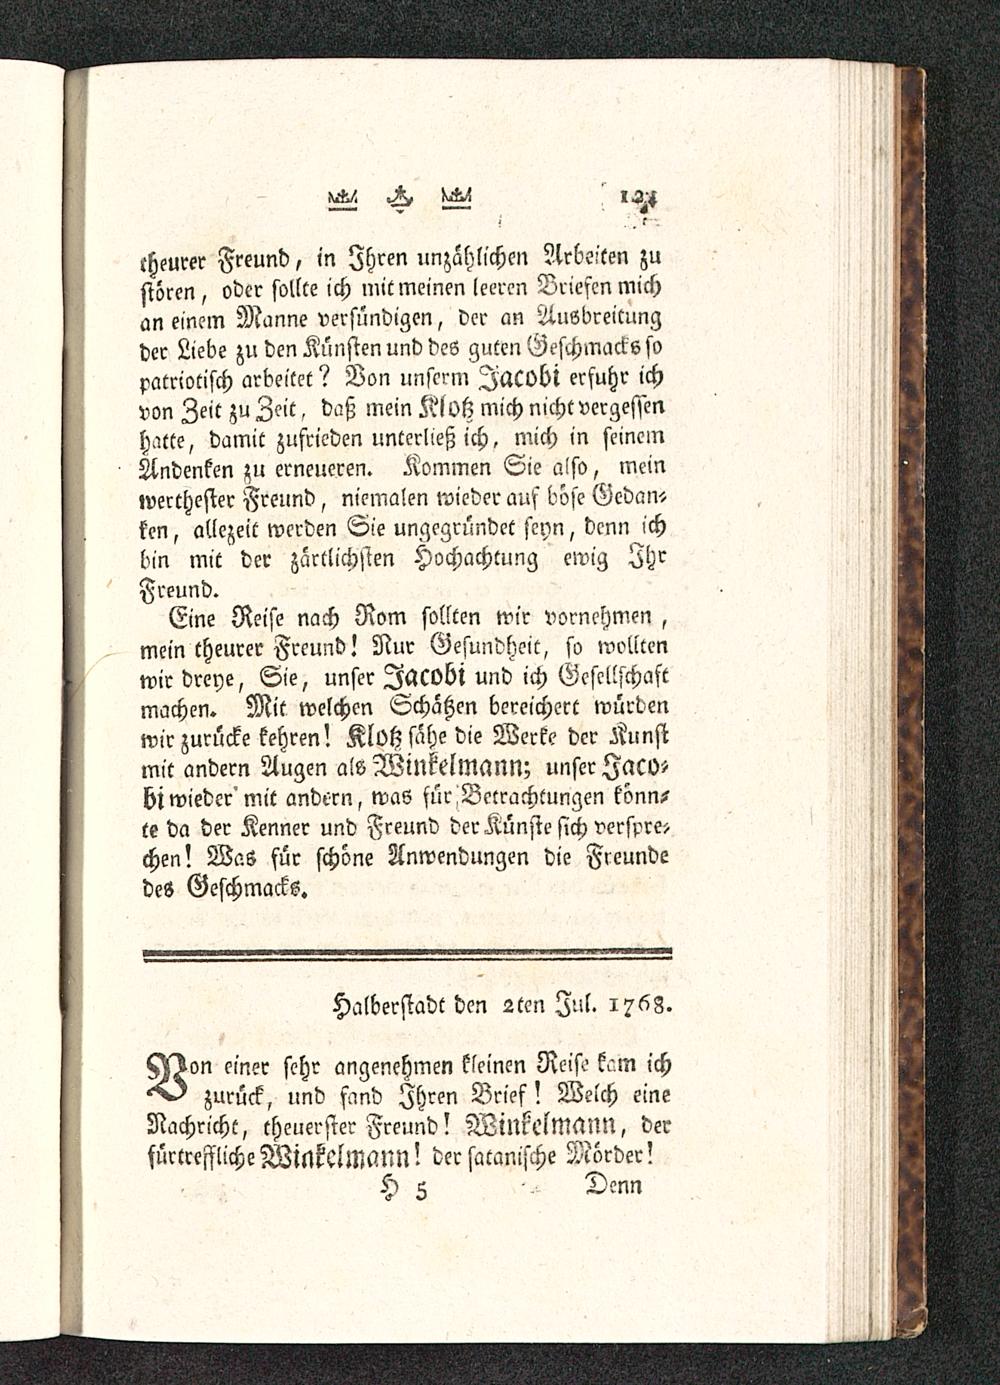 121
theurer Freund, in Ihren unzählichen Arbeiten zu
stören, oder sollte ich mit meinen leeren Briefen mich
an einem Manne versündigen, der an Ausbreitung
der Liebe zu den Künsten und des guten Geschmacks so
patriotisch arbeitet? Von unserm Jacobi erfuhr ich
von Zeit zu Zeit, daß mein Klotz mich nicht vergessen
hatte, damit zufrieden unterließ ich, mich in seinem
Andenken zu erneueren. Kommen Sie also, mein
werthester Freund, niemalen wieder auf böse Gedan-
ken, allezeit werden Sie ungegründet seyn, denn ich
bin mit der zärtlichsten Hochachtung ewig Ihr
Freund.
Eine Reise nach Rom sollten wir vornehmen,
mein theurer Freund! Nur Gesundheit, so wollten
wir dreye, Sie, unser Jacobi und ich Gesellschaft
machen. Mit welchen Schätzen bereichert würden
wir zurücke kehren! Klotz sähe die Werke der Kunst
mit andern Augen als Winkelmann; unser Jaco-
bi wieder mit andern, was für Betrachtungen könn-
te da der Kenner und Freund der Künste sich verspre-
chen! Was für schöne Anwendungen die Freunde
des Geschmacks.
Halberstadt den 2ten Jul. 1768.
Von einer sehr angenehmen kleinen Reise kam ich
zurück, und fand Ihren Brief! Welch eine
Nachricht, theuerster Freund! Winkelmann, der
fürtreffliche Winkelmann! der satanische Mörder!
H 5 Denn